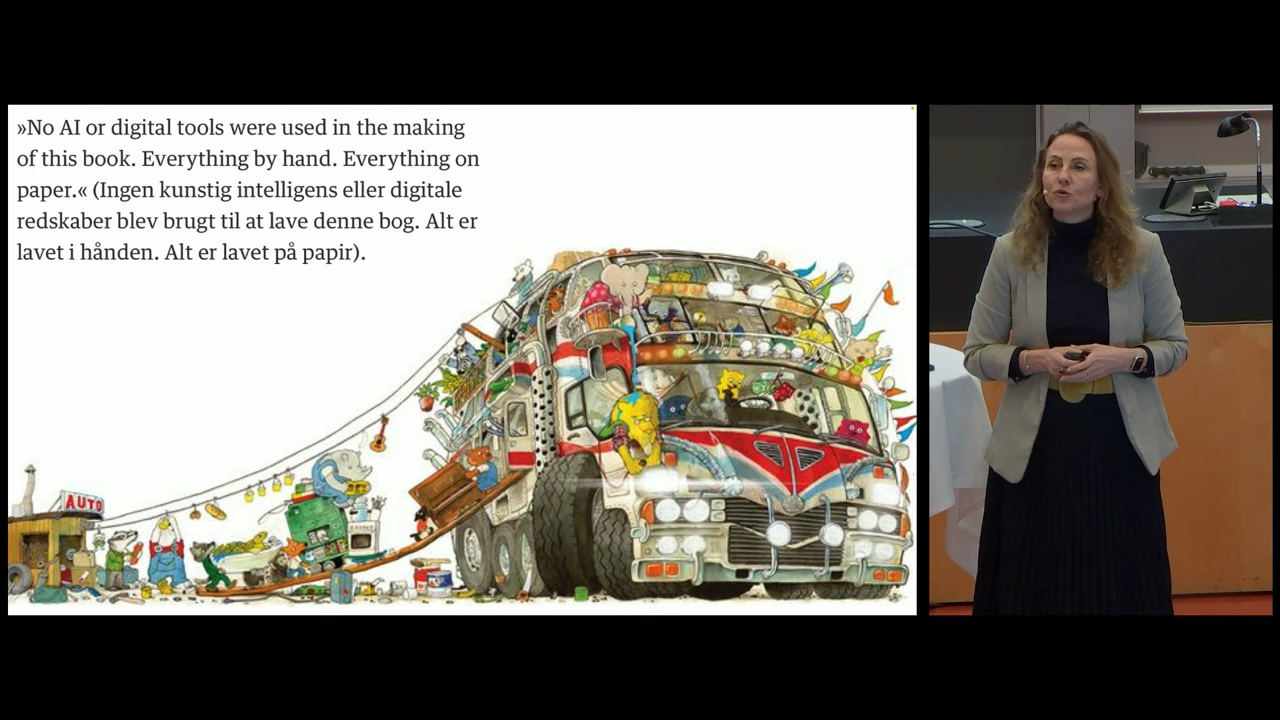 »No AI or digital tools were used in the making
of this book. Everything by hand. Everything on
paper.« (Ingen kunstig intelligens eller digitale
redskaber blev brugt til at lave denne bog. Alt er
lavet i hånden. Alt er lavet på papir).
AUTO